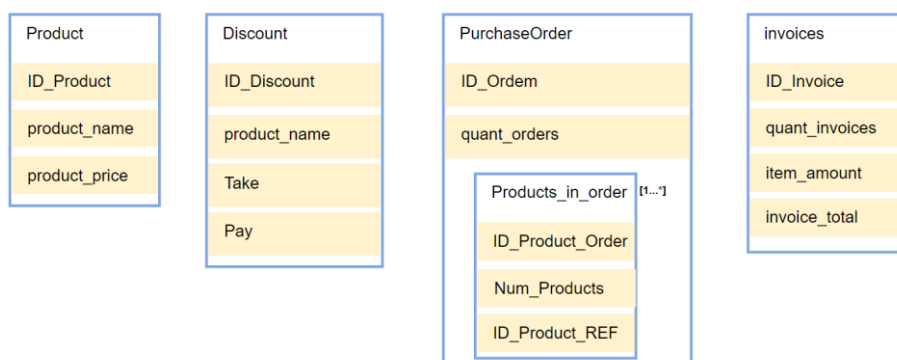 Product
ID_Product
product_name
product_price
Discount
ID_Discount
product_name
Take
Pay
PurchaseOrder
ID_Ordem
quant_orders
Products_in_order [1...*]
ID_Product_Order
Num_Products
ID_Product_REF
invoices
ID_Invoice
quant_invoices
item_amount
invoice_total